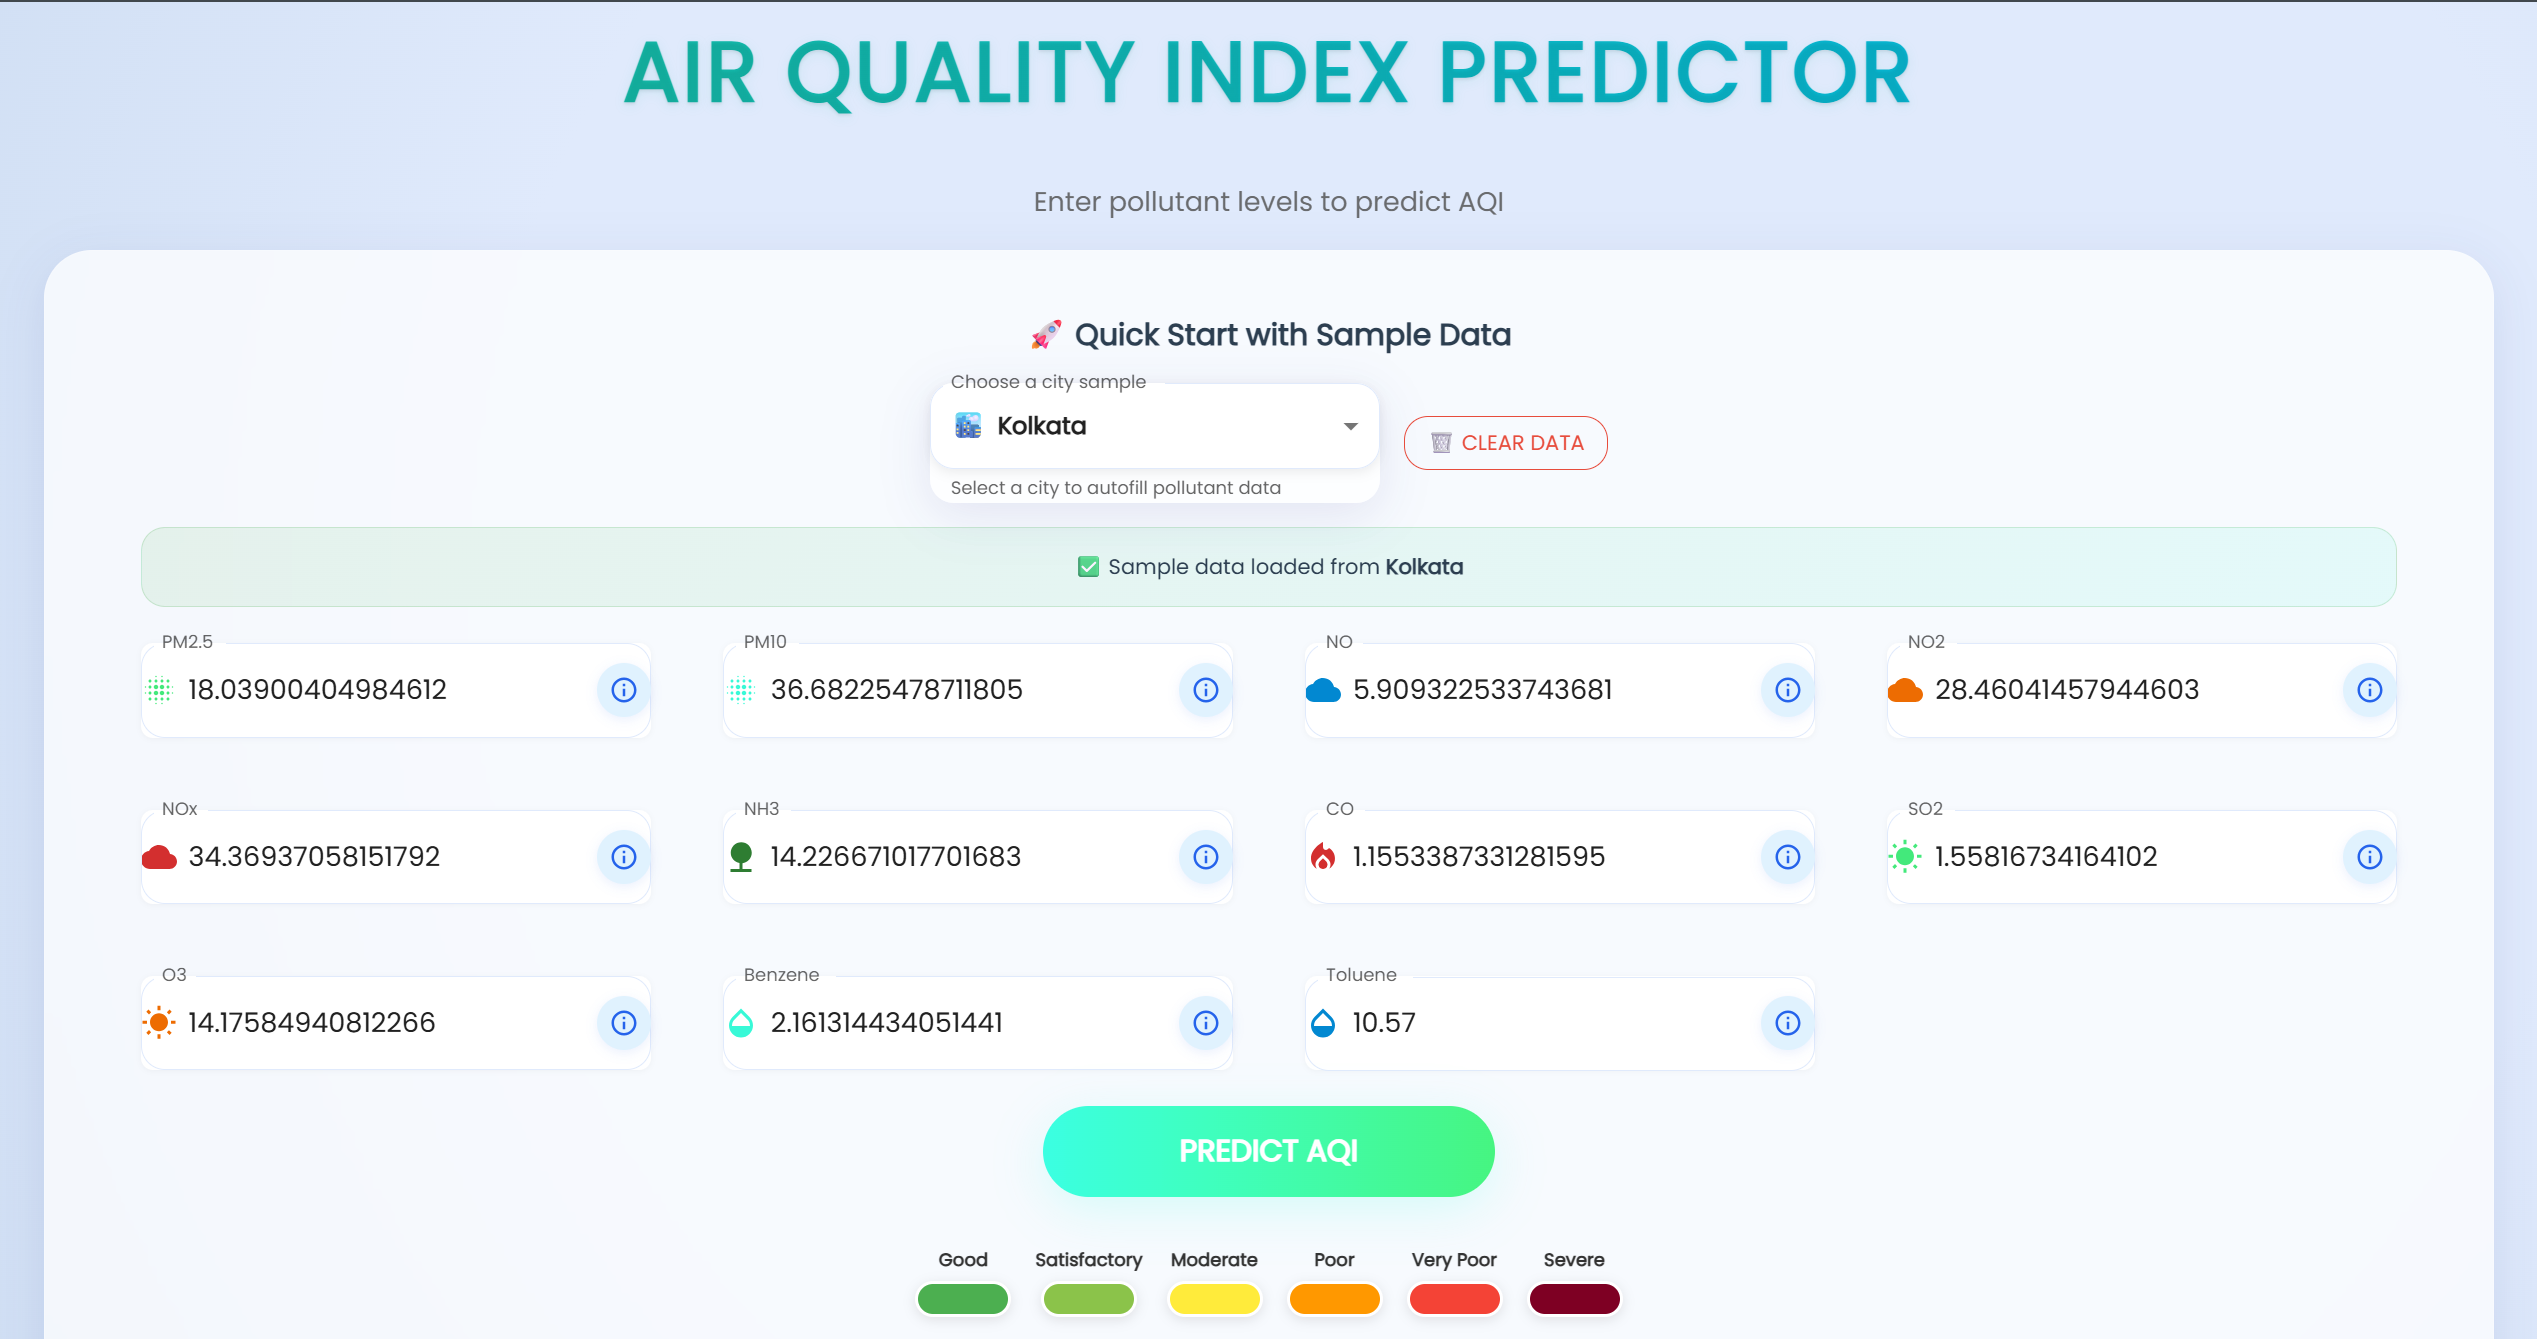 AIR QUALITY INDEX PREDICTOR
Enter pollutant levels to predict AQI
🚀 Quick Start with Sample Data
Choose a city sample
🏙️ Kolkata
🗑️ CLEAR DATA
Select a city to autofill pollutant data
✅ Sample data loaded from Kolkata
PM2.5
18.03900404984612
PM10
36.68225478711805
NO
5.909322533743681
NO2
28.46041457944603
NOx
34.36937058151792
NH3
14.226671017701683
CO
1.1553387331281595
SO2
1.55816734164102
O3
14.17584940812266
Benzene
2.161314434051441
Toluene
10.57
PREDICT AQI
Good
Satisfactory
Moderate
Poor
Very Poor
Severe